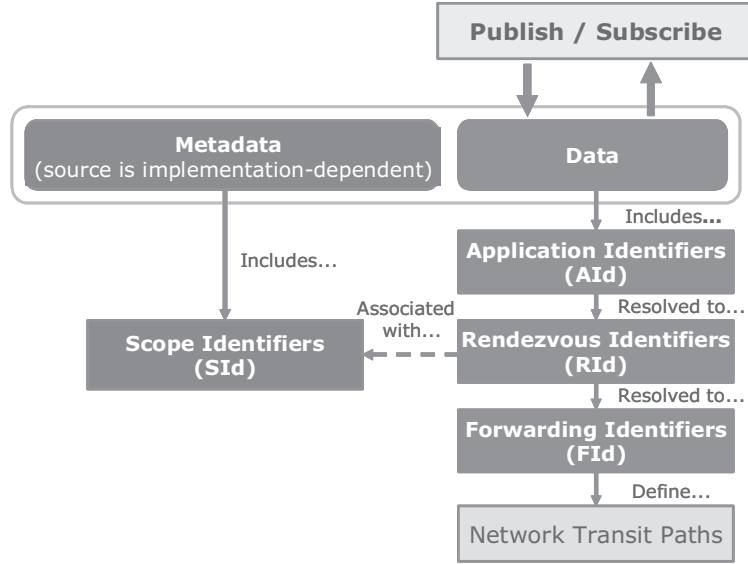 Publish / Subscribe
Metadata
(source is implementation-dependent)
Data
Includes...
Application Identifiers
(AId)
Includes...
Resolved to...
Associated
with...
Scope Identifiers
(SId)
Rendezvous Identifiers
(RId)
Resolved to...
Forwarding Identifiers
(FId)
Define...
Network Transit Paths